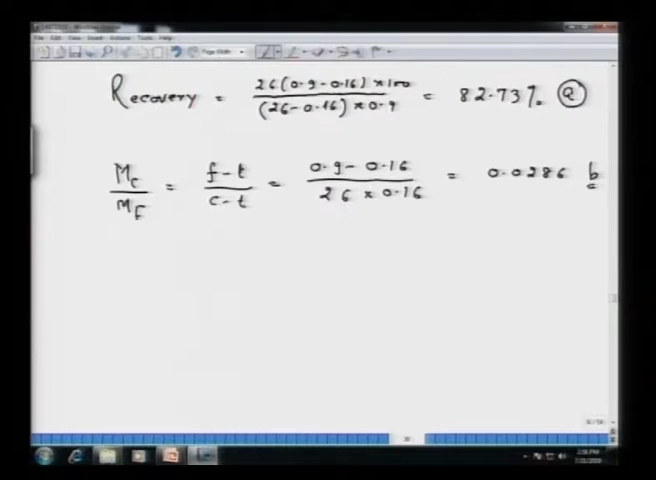 Recovery = 26(0.9-0.16)×100 / (26-0.16)×0.9 = 82.73% a
Mc/MF = f-t/c-t = 0.9-0.16 / 26×0.16 = 0.0286 b